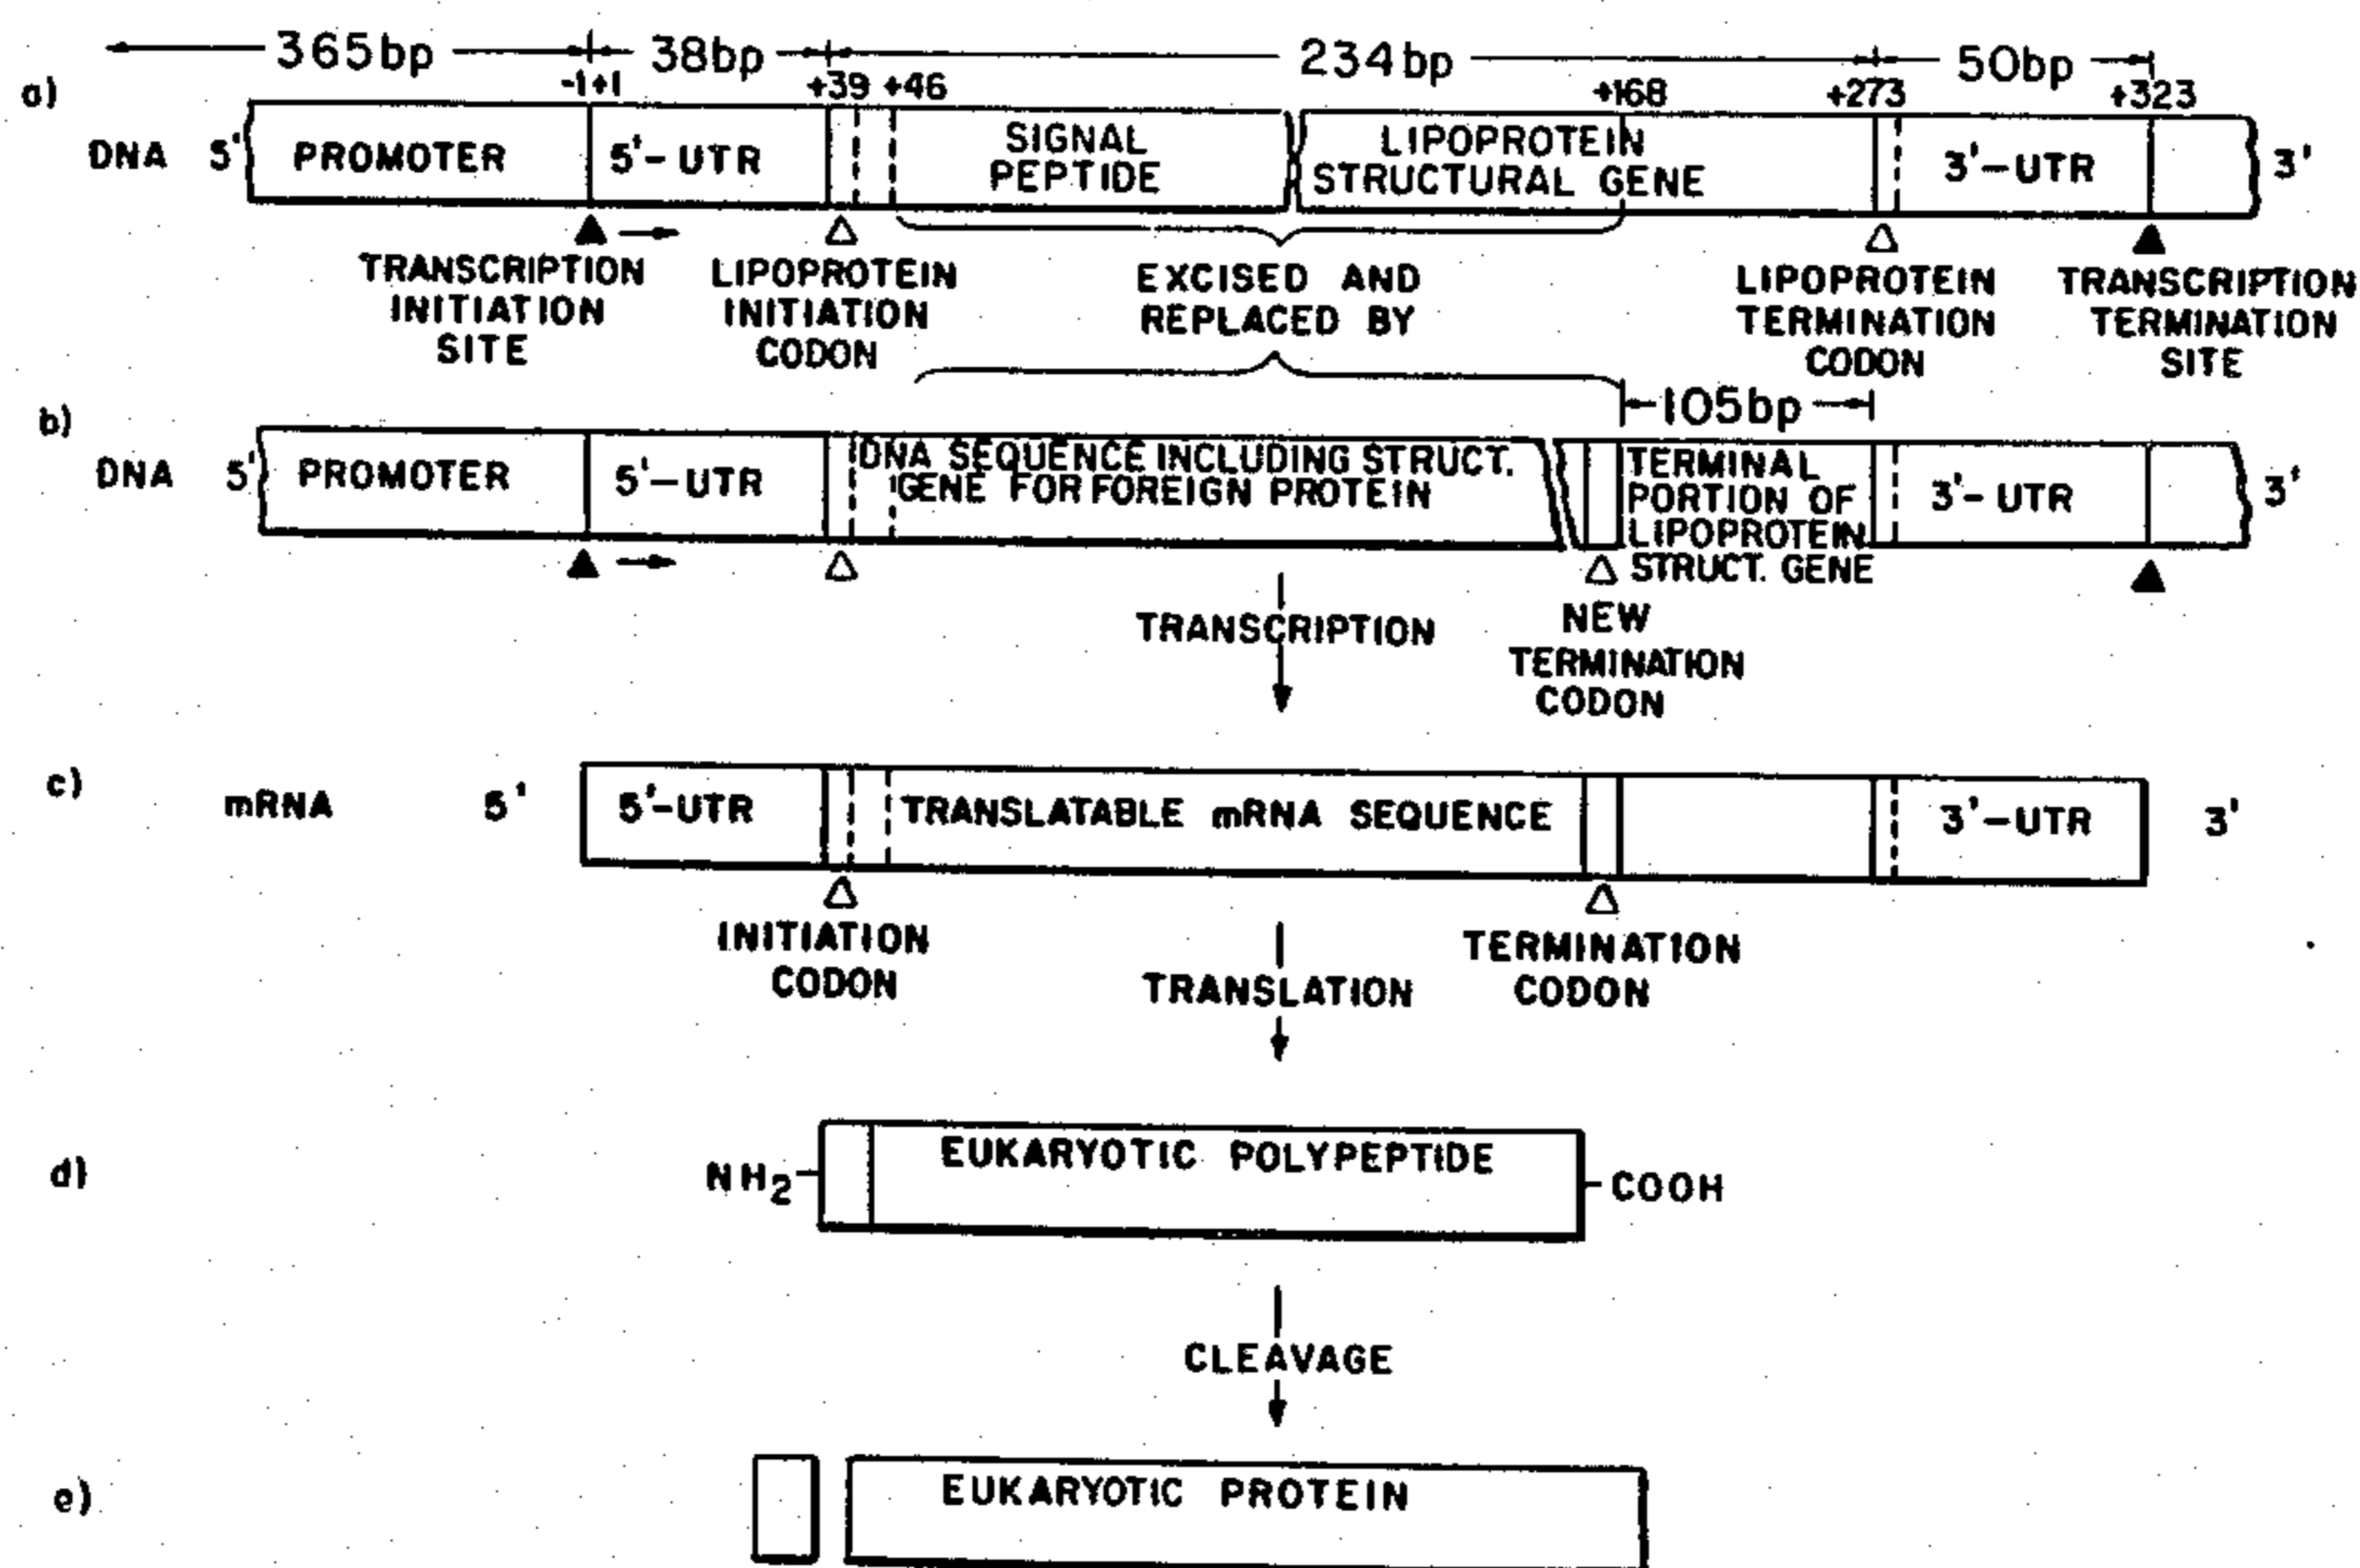 365bp 38bp 234bp 50bp
-1+1 +39 +46 +168 +273 +323
a)
DNA 5' PROMOTER 5'-UTR SIGNAL PEPTIDE LIPOPROTEIN STRUCTURAL GENE 3'-UTR 3'
TRANSCRIPTION INITIATION SITE
LIPOPROTEIN INITIATION CODON
EXCISED AND REPLACED BY
LIPOPROTEIN TERMINATION CODON
TRANSCRIPTION TERMINATION SITE
105bp
b)
DNA 5' PROMOTER 5'-UTR
DNA SEQUENCE INCLUDING STRUCT.
GENE FOR FOREIGN PROTEIN
TERMINAL
PORTION OF
LIPOPROTEIN
STRUCT. GENE
3'-UTR 3'
TRANSCRIPTION
NEW
TERMINATION
CODON
c)
mRNA 5' 5'-UTR TRANSLATABLE mRNA SEQUENCE 3'-UTR 3'
INITIATION
CODON
TRANSLATION
TERMINATION
CODON
d)
NH2 EUKARYOTIC POLYPEPTIDE COOH
CLEAVAGE
e)
EUKARYOTIC PROTEIN